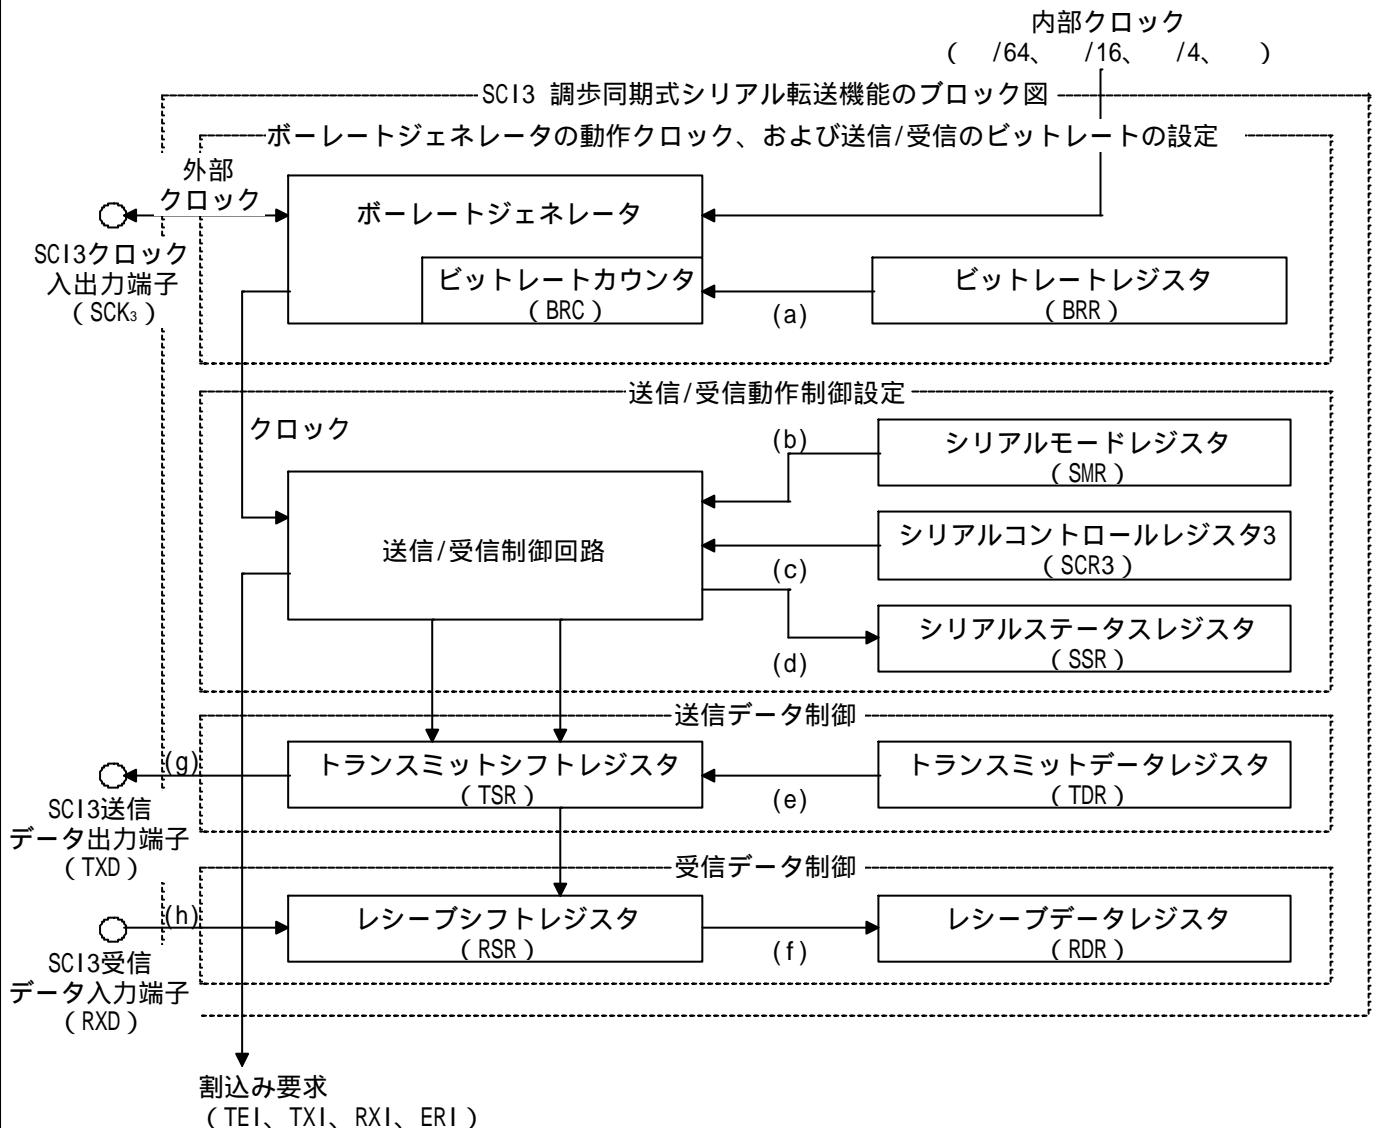 内部クロック
( /64、 /16、 /4、 )
SCI3 調歩同期式シリアル転送機能のブロック図
ボーレートジェネレータの動作クロック、および送信/受信のビットレートの設定
外部
クロック
ボーレートジェネレータ
SCI3クロック
入出力端子
(SCK₃)
ビットレートカウンタ
(BRC)
(a)
ビットレートレジスタ
(BRR)
送信/受信動作制御設定
クロック
(b)
シリアルモードレジスタ
(SMR)
送信/受信制御回路
シリアルコントロールレジスタ3
(SCR3)
(c)
シリアルステータスレジスタ
(SSR)
(d)
送信データ制御
(g)
トランスミットシフトレジスタ
(TSR)
(e)
トランスミットデータレジスタ
(TDR)
SCI3送信
データ出力端子
(TXD)
受信データ制御
(h)
レシーブシフトレジスタ
(RSR)
(f)
レシーブデータレジスタ
(RDR)
SCI3受信
データ入力端子
(RXD)
割込み要求
(TEI、TXI、RXI、ERI)